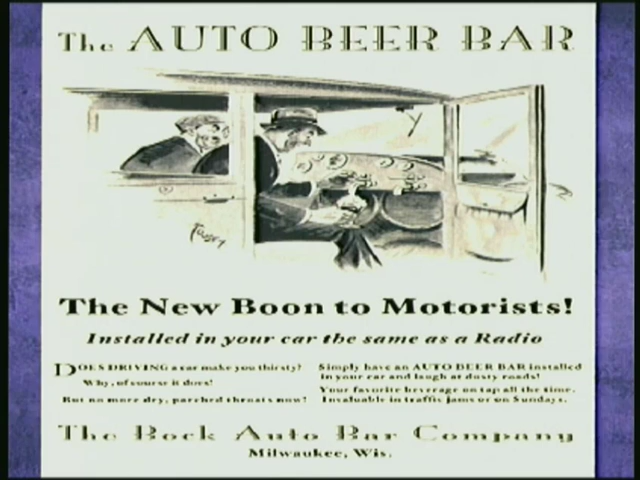 The AUTO BEER BAR
The New Boon to Motorists!
Installed in your car the same as a Radio
DOES DRIVING a car make you thirsty?
Why, of course it does!
But no more dry, parched throats now!
Simply have an AUTO BEER BAR installed
in your car and laugh at dusty roads!
Your favorite beverage on tap all the time.
Invaluable in traffic jams or on Sundays.
The Bock Auto Bar Company
Milwaukee, Wis.